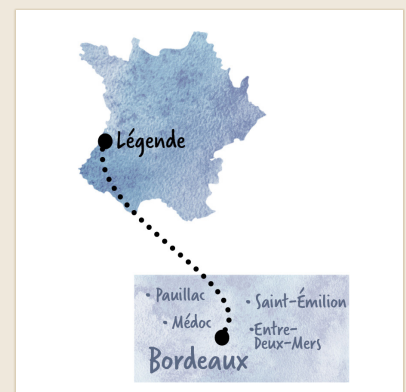 Légende
• Pauillac
• Saint-Émilion
• Médoc
•Entre-
Deux-Mers
Bordeaux